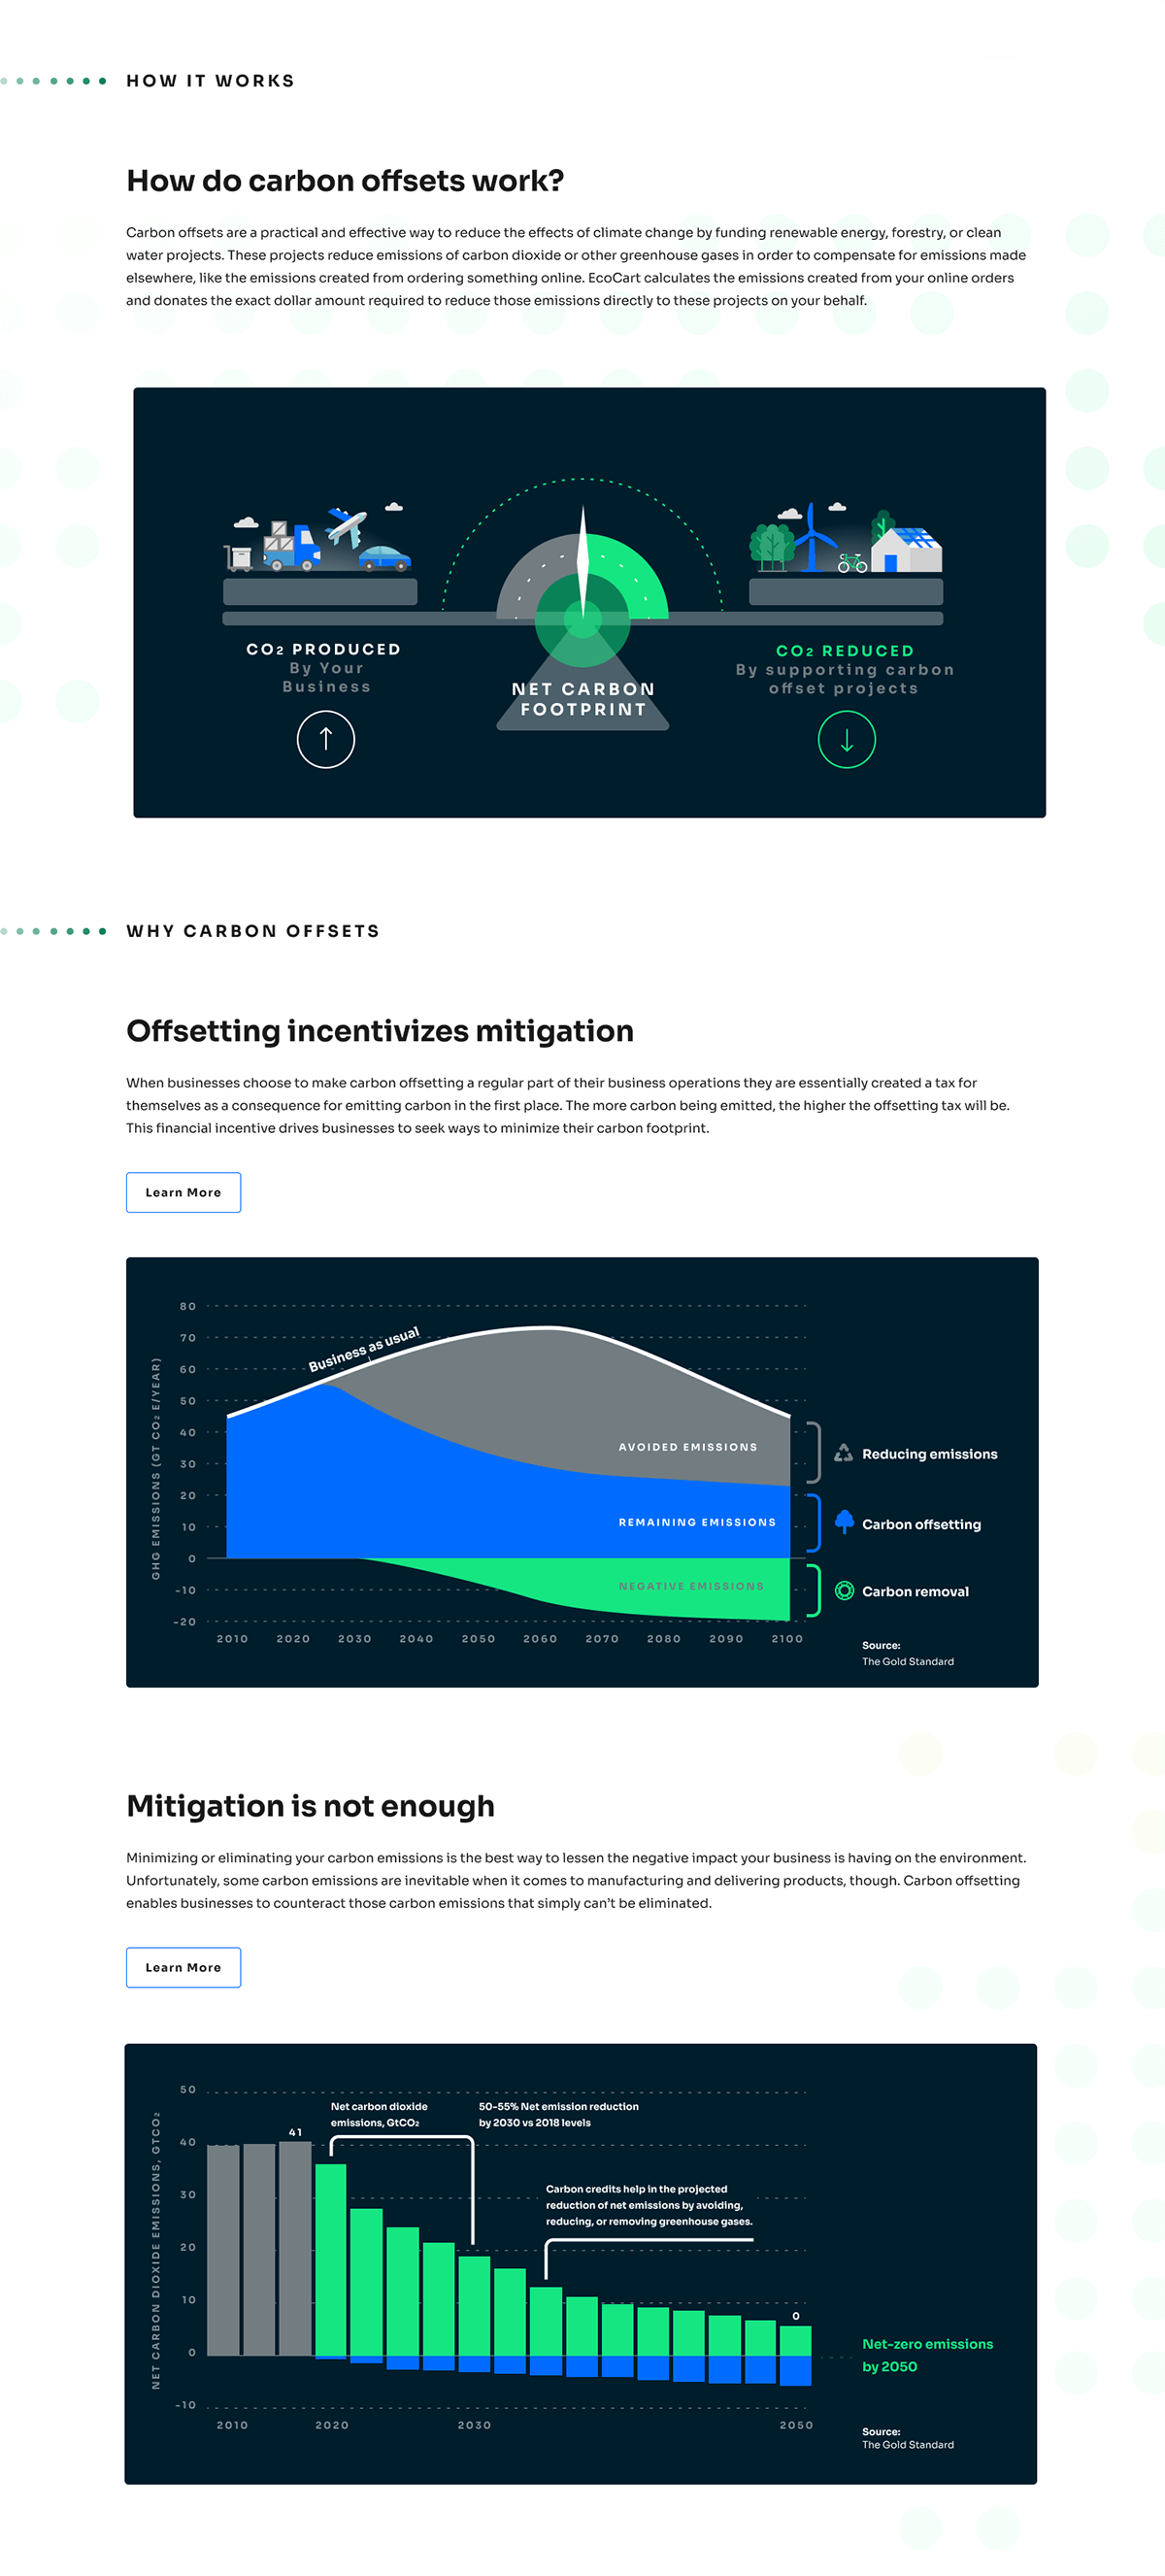 HOW IT WORKS
How do carbon offsets work?
Carbon offsets are a practical and effective way to reduce the effects of climate change by funding renewable energy, forestry, or clean
water projects. These projects reduce emissions of carbon dioxide or other greenhouse gases in order to compensate for emissions made
elsewhere, like the emissions created from ordering something online. EcoCart calculates the emissions created from your online orders
and donates the exact dollar amount required to reduce those emissions directly to these projects on your behalf.
CO₂ PRODUCED
By Your
Business
NET CARBON
FOOTPRINT
CO₂ REDUCED
By supporting carbon
offset projects
WHY CARBON OFFSETS
Offsetting incentivizes mitigation
When businesses choose to make carbon offsetting a regular part of their business operations they are essentially created a tax for
themselves as a consequence for emitting carbon in the first place. The more carbon being emitted, the higher the offsetting tax will be.
This financial incentive drives businesses to seek ways to minimize their carbon footprint.
Learn More
GHG EMISSIONS (GT CO₂ E/YEAR)
80
70
60
50
40
30
20
10
0
-10
-20
Business as usual
AVOIDED EMISSIONS
REMAINING EMISSIONS
NEGATIVE EMISSIONS
Reducing emissions
Carbon offsetting
Carbon removal
2010 2020 2030 2040 2050 2060 2070 2080 2090 2100
Source:
The Gold Standard
Mitigation is not enough
Minimizing or eliminating your carbon emissions is the best way to lessen the negative impact your business is having on the environment.
Unfortunately, some carbon emissions are inevitable when it comes to manufacturing and delivering products, though. Carbon offsetting
enables businesses to counteract those carbon emissions that simply can't be eliminated.
Learn More
NET CARBON DIOXIDE EMISSIONS, GTCO₂
50
40
30
20
10
0
-10
41
Net carbon dioxide
emissions, GtCO₂
50-55% Net emission reduction
by 2030 vs 2018 levels
Carbon credits help in the projected
reduction of net emissions by avoiding,
reducing, or removing greenhouse gases.
0
Net-zero emissions
by 2050
2010 2020 2030 2050
Source:
The Gold Standard